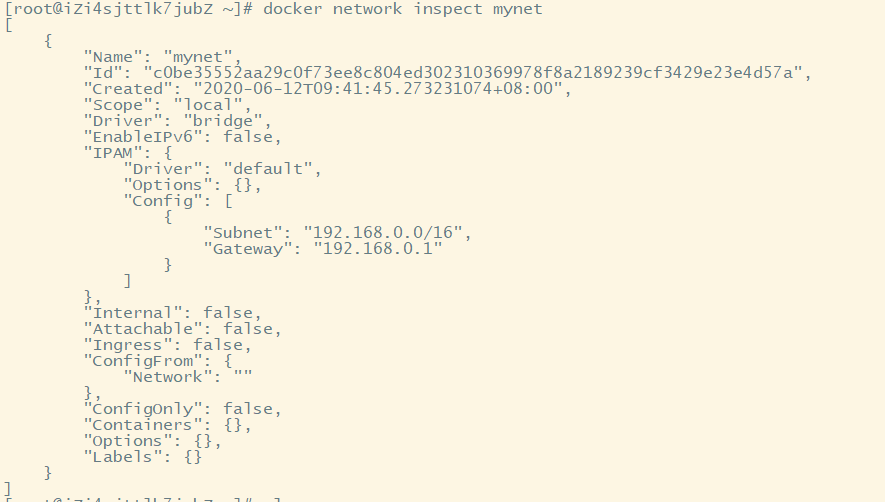 [root@iZi4sjttlk7jubZ ~]# docker network inspect mynet
[
    {
        "Name": "mynet",
        "Id": "c0be35552aa29c0f73ee8c804ed302310369978f8a2189239cf3429e23e4d57a",
        "Created": "2020-06-12T09:41:45.273231074+08:00",
        "Scope": "local",
        "Driver": "bridge",
        "EnableIPv6": false,
        "IPAM": {
            "Driver": "default",
            "Options": {},
            "Config": [
                {
                    "Subnet": "192.168.0.0/16",
                    "Gateway": "192.168.0.1"
                }
            ]
        },
        "Internal": false,
        "Attachable": false,
        "Ingress": false,
        "ConfigFrom": {
            "Network": ""
        },
        "ConfigOnly": false,
        "Containers": {},
        "Options": {},
        "Labels": {}
    }
]